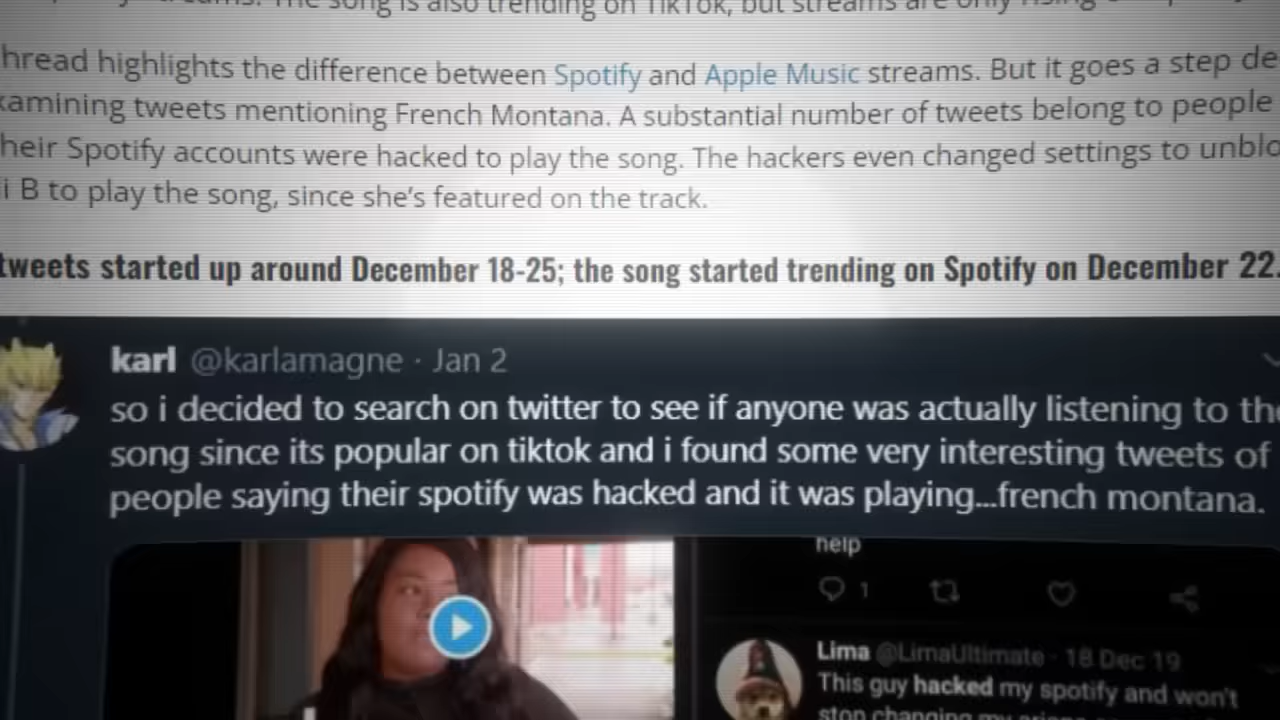 streams. The song is also trending on TikTok, but streams are only rising
hread highlights the difference between Spotify and Apple Music streams. But it goes a step de
xamining tweets mentioning French Montana. A substantial number of tweets belong to people
heir Spotify accounts were hacked to play the song. The hackers even changed settings to unblo
i B to play the song, since she's featured on the track.
tweets started up around December 18-25; the song started trending on Spotify on December 22.
karl @karlamagne · Jan 2
so i decided to search on twitter to see if anyone was actually listening to the
song since its popular on tiktok and i found some very interesting tweets of
people saying their spotify was hacked and it was playing...french montana.
help
1
Lima @LimaUltimate · 18 Dec 19
This guy hacked my spotify and won't
stop changing my